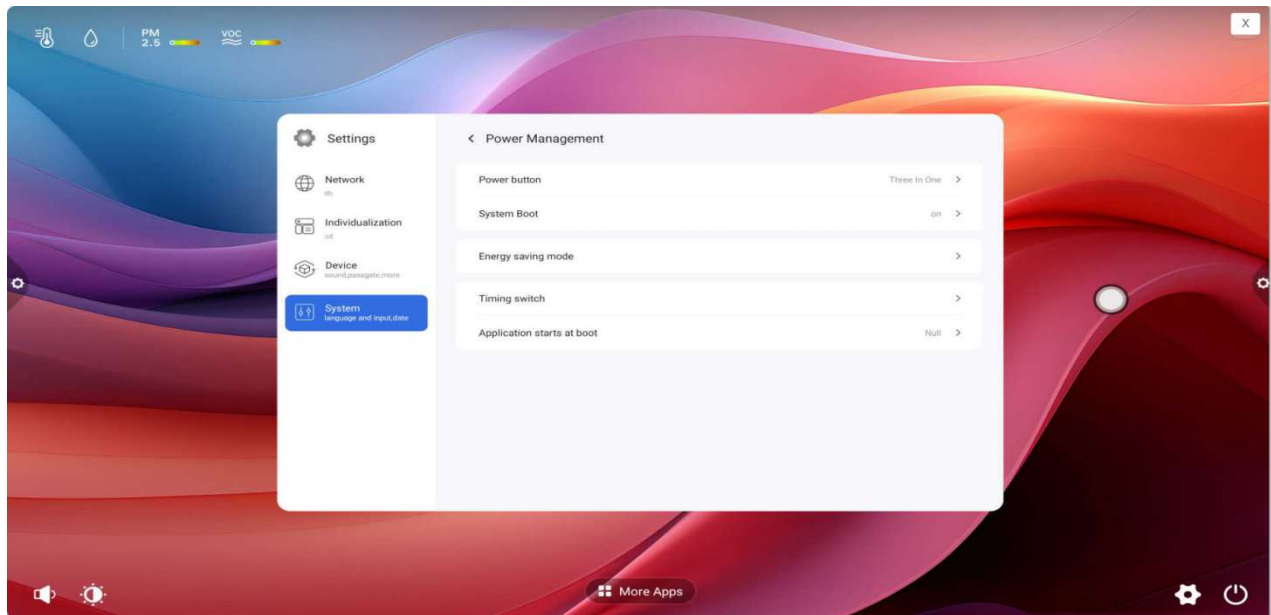 PM
2.5
VOC
X
Settings
Power Management
Network
Power button
Three In One
System Boot
on
Individualization
Energy saving mode
Device
sound,passgate,more
Timing switch
System
language and input,date
Application starts at boot
Null
More Apps